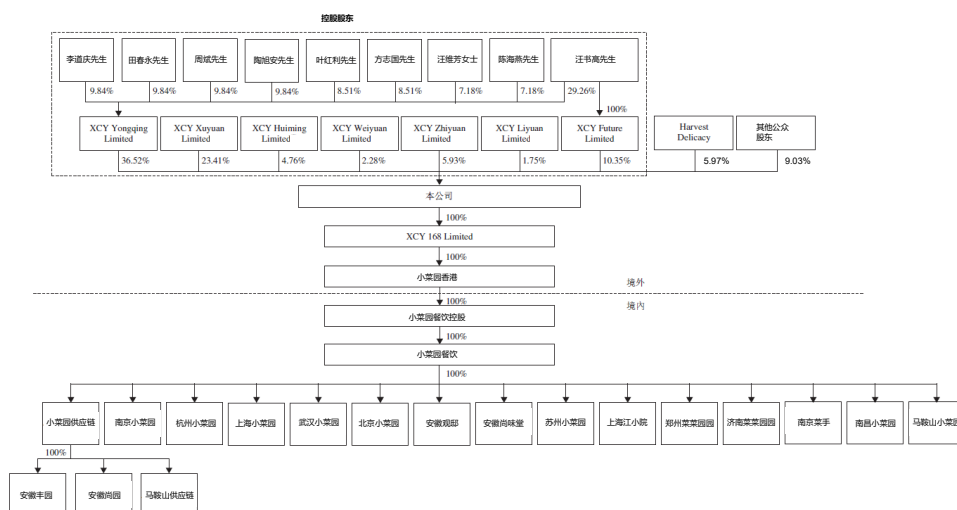 控股股东
李道庆先生 田春永先生 周斌先生 陶旭安先生 叶红利先生 方志国先生 汪维芳女士 陈海燕先生 汪书高先生
9.84% 9.84% 9.84% 9.84% 8.51% 8.51% 7.18% 7.18% 29.26%
100%
XCY Yongqing Limited
XCY Xuyuan Limited
XCY Huiming Limited
XCY Weiyuan Limited
XCY Zhiyuan Limited
XCY Liyuan Limited
XCY Future Limited
Harvest Delicacy
其他公众股东
36.52% 23.41% 4.76% 2.28% 5.93% 1.75% 10.35% 5.97% 9.03%
本公司
100%
XCY 168 Limited
100%
小菜园香港
境外
100%
境内
小菜园餐饮控股
100%
小菜园餐饮
100%
小菜园供应链 南京小菜园 杭州小菜园 上海小菜园 武汉小菜园 北京小菜园 安徽观邸 安徽尚味堂 苏州小菜园 上海江小院 郑州菜菜园园 济南菜菜园园 南京菜手 南昌小菜园 马鞍山小菜园
100%
安徽丰园 安徽尚园 马鞍山供应链